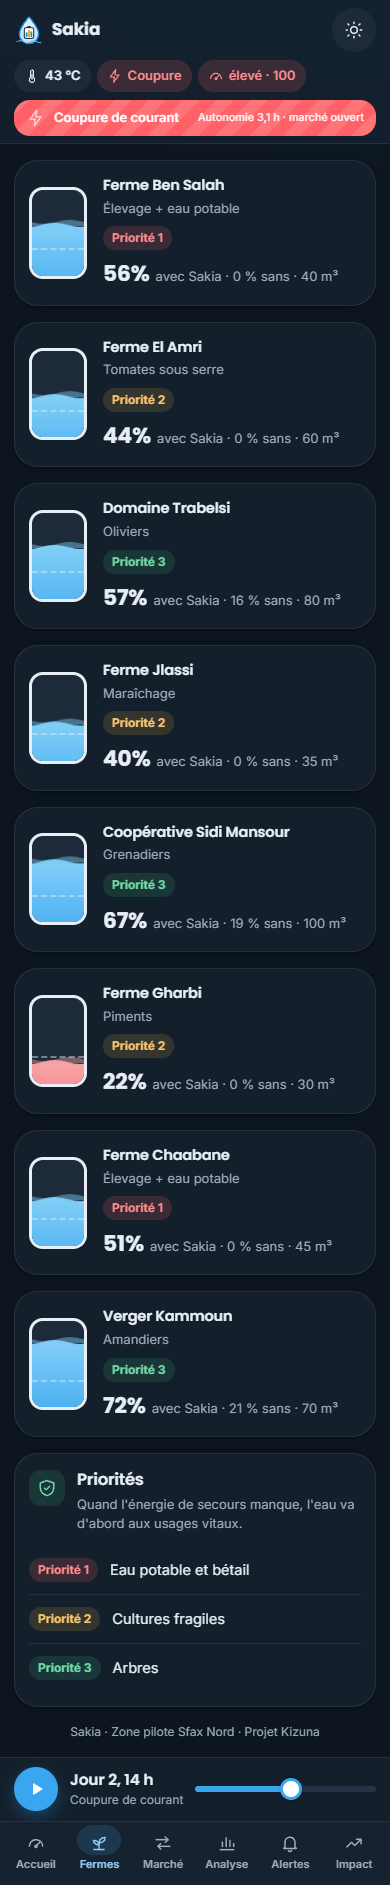 Sakia
43 °C
Coupure
élevé · 100
Coupure de courant
Autonomie 3,1 h · marché ouvert
Ferme Ben Salah
Élevage + eau potable
Priorité 1
56% avec Sakia · 0 % sans · 40 m³
Ferme El Amri
Tomates sous serre
Priorité 2
44% avec Sakia · 0 % sans · 60 m³
Domaine Trabelsi
Oliviers
Priorité 3
57% avec Sakia · 16 % sans · 80 m³
Ferme Jlassi
Maraîchage
Priorité 2
40% avec Sakia · 0 % sans · 35 m³
Coopérative Sidi Mansour
Grenadiers
Priorité 3
67% avec Sakia · 19 % sans · 100 m³
Ferme Gharbi
Piments
Priorité 2
22% avec Sakia · 0 % sans · 30 m³
Ferme Chaabane
Élevage + eau potable
Priorité 1
51% avec Sakia · 0 % sans · 45 m³
Verger Kammoun
Amandiers
Priorité 3
72% avec Sakia · 21 % sans · 70 m³
Priorités
Quand l'énergie de secours manque, l'eau va
d'abord aux usages vitaux.
Priorité 1 Eau potable et bétail
Priorité 2 Cultures fragiles
Priorité 3 Arbres
Sakia · Zone pilote Sfax Nord · Projet Kizuna
Jour 2, 14 h
Coupure de courant
Accueil
Fermes
Marché
Analyse
Alertes
Impact